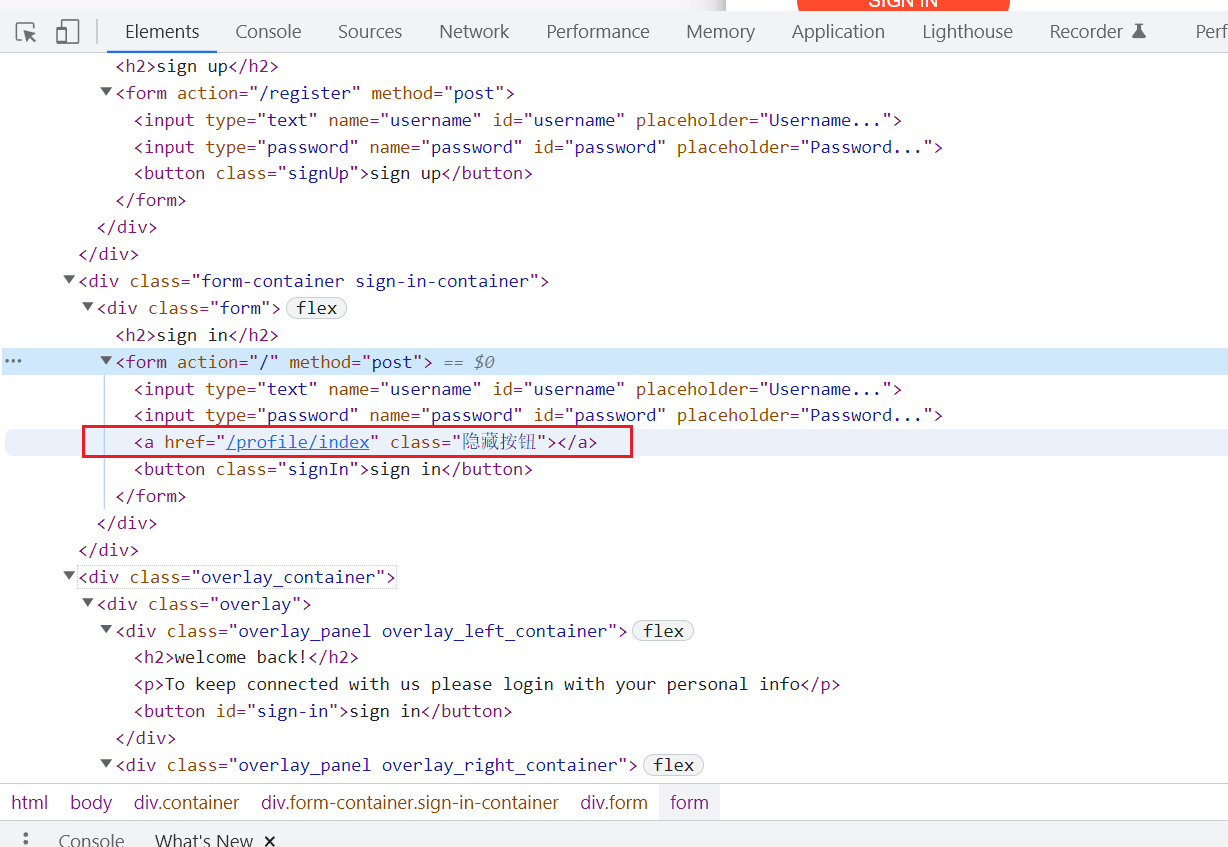 SIGN IN
Elements Console Sources Network Performance Memory Application Lighthouse Recorder Perf
<h2>sign up</h2>
<form action="/register" method="post">
<input type="text" name="username" id="username" placeholder="Username...">
<input type="password" name="password" id="password" placeholder="Password...">
<button class="signUp">sign up</button>
</form>
</div>
</div>
<div class="form-container sign-in-container">
<div class="form"> flex
<h2>sign in</h2>
... <form action="/" method="post"> == $0
<input type="text" name="username" id="username" placeholder="Username...">
<input type="password" name="password" id="password" placeholder="Password...">
<a href="/profile/index" class="隐藏按钮"></a>
<button class="signIn">sign in</button>
</form>
</div>
</div>
<div class="overlay_container">
<div class="overlay">
<div class="overlay_panel overlay_left_container"> flex
<h2>welcome back!</h2>
<p>To keep connected with us please login with your personal info</p>
<button id="sign-in">sign in</button>
</div>
<div class="overlay_panel overlay_right_container"> flex
html body div.container div.form-container.sign-in-container div.form form
Console What's New ×